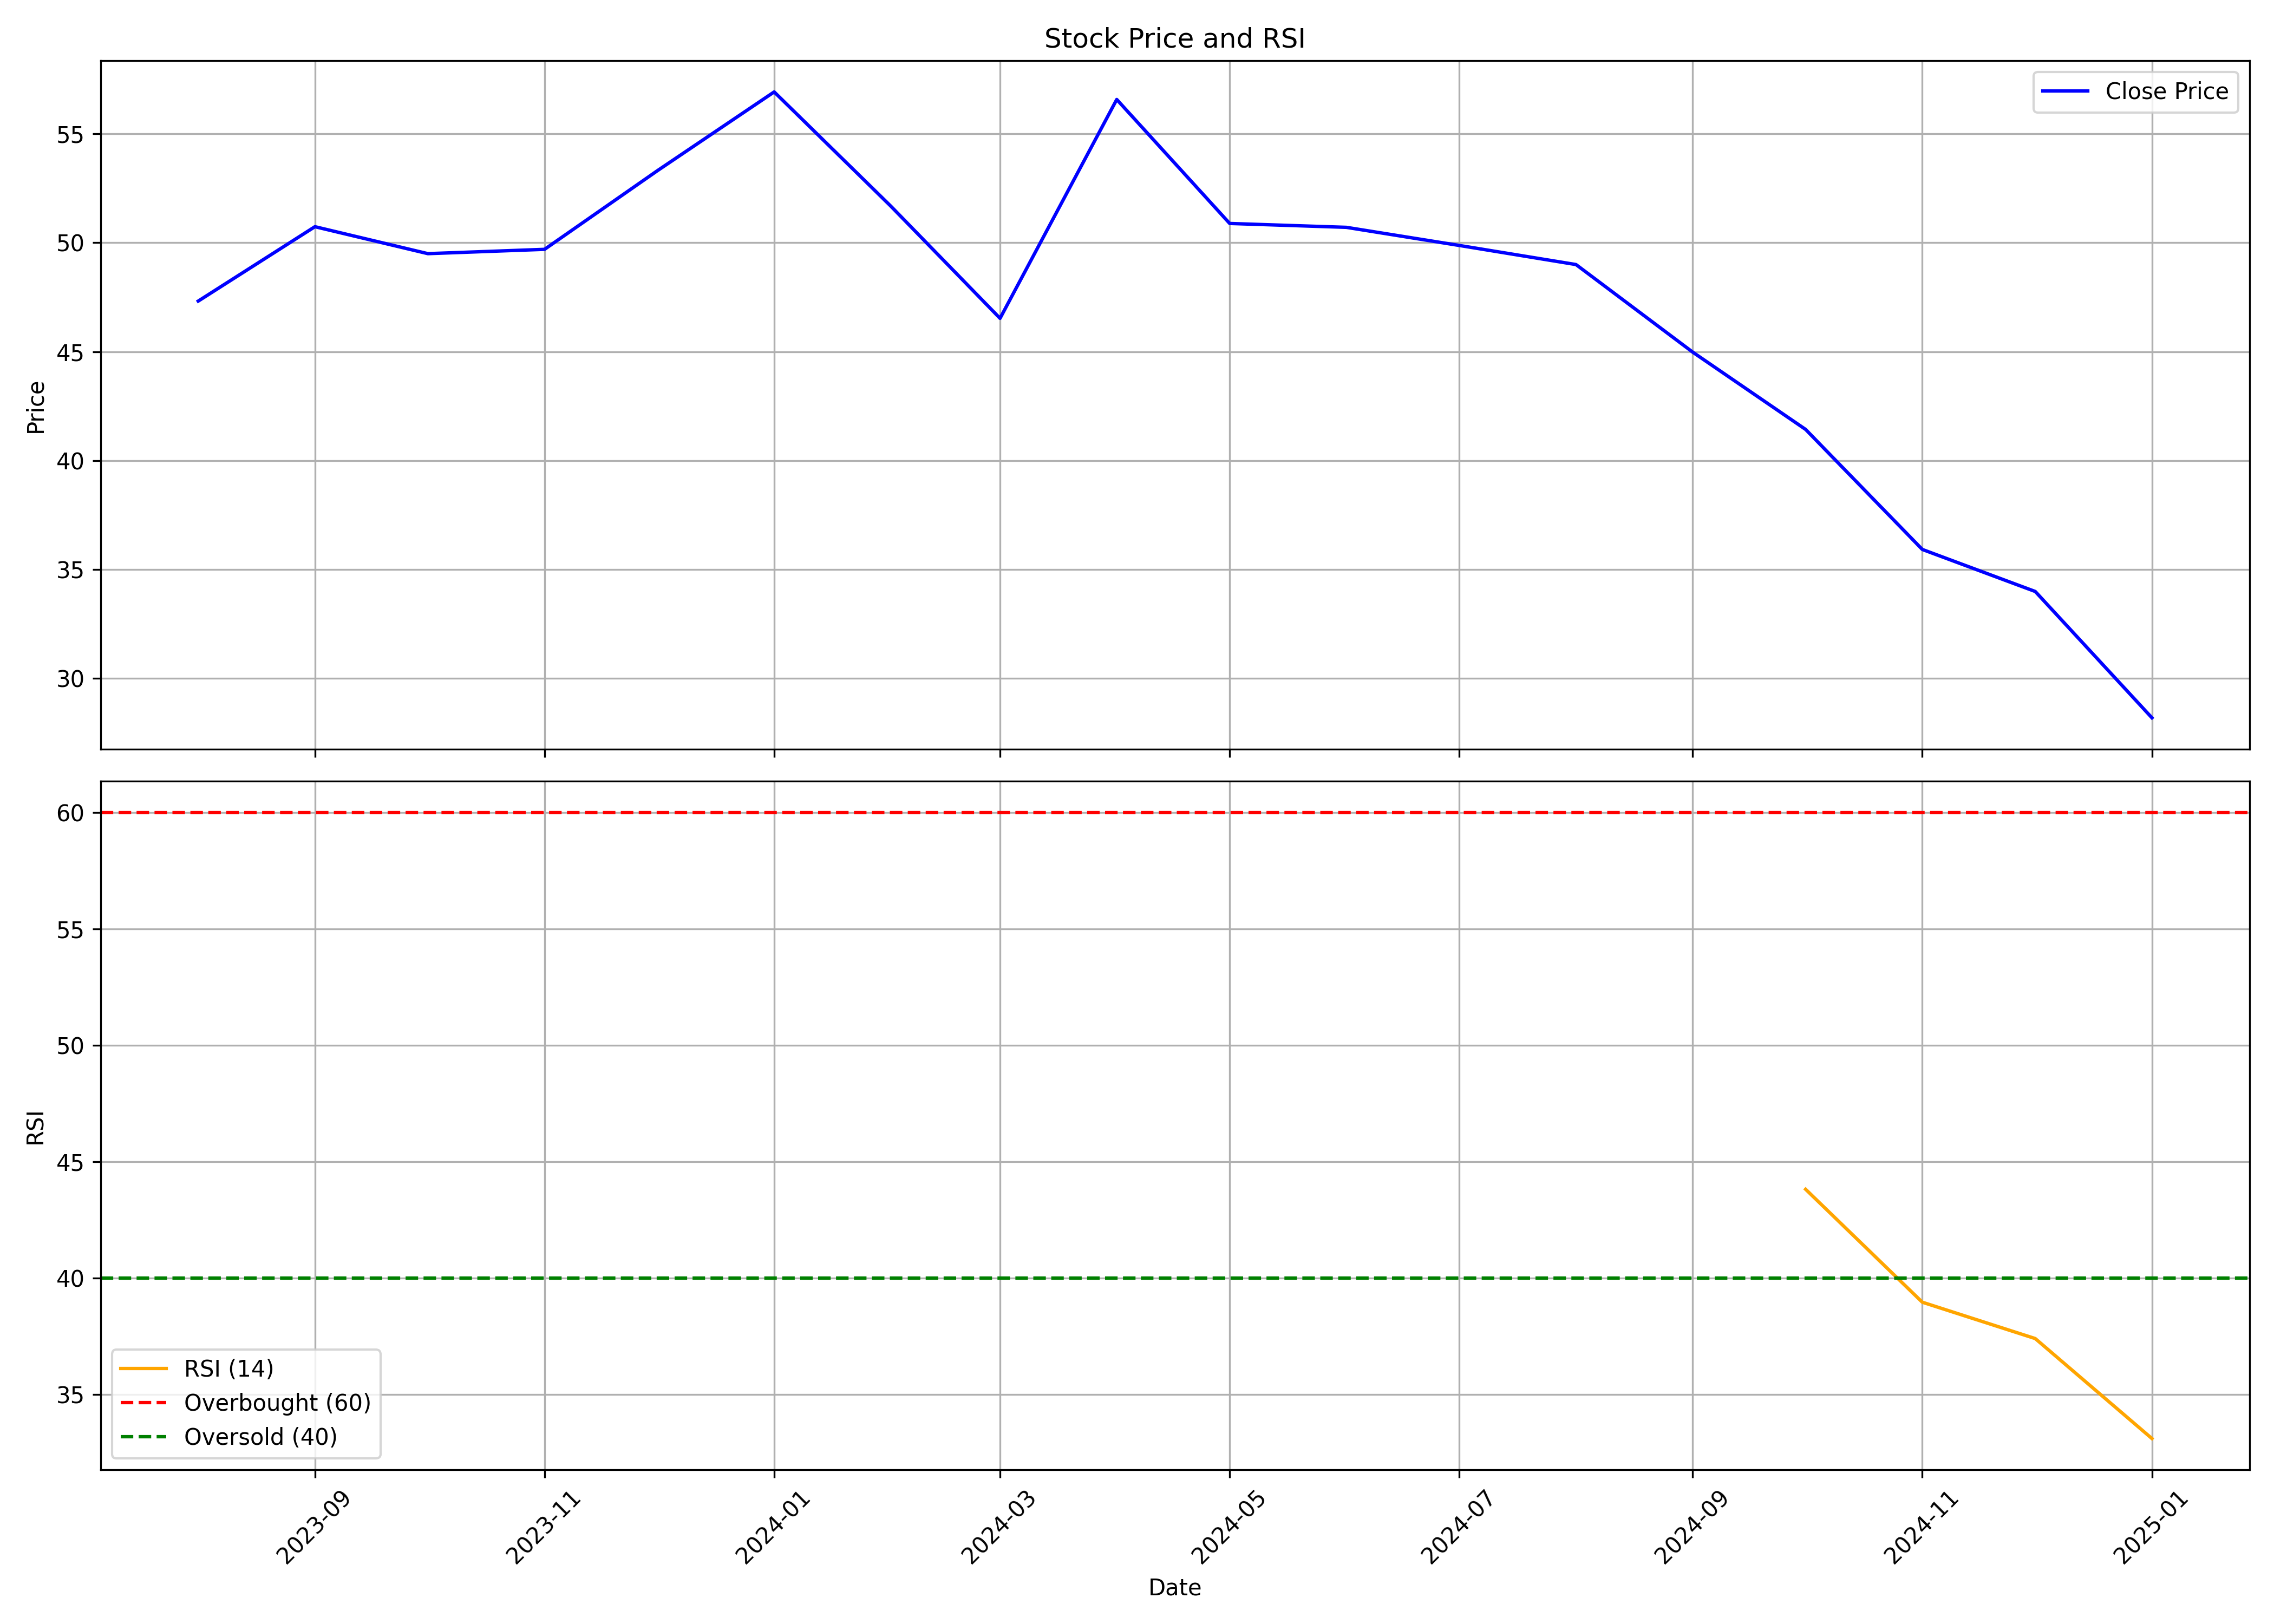 Stock Price and RSI
Close Price
Price
55
50
45
40
35
30
RSI
60
55
50
45
40
35
RSI (14)
Overbought (60)
Oversold (40)
2023-09
2023-11
2024-01
2024-03
2024-05
2024-07
2024-09
2024-11
2025-01
Date